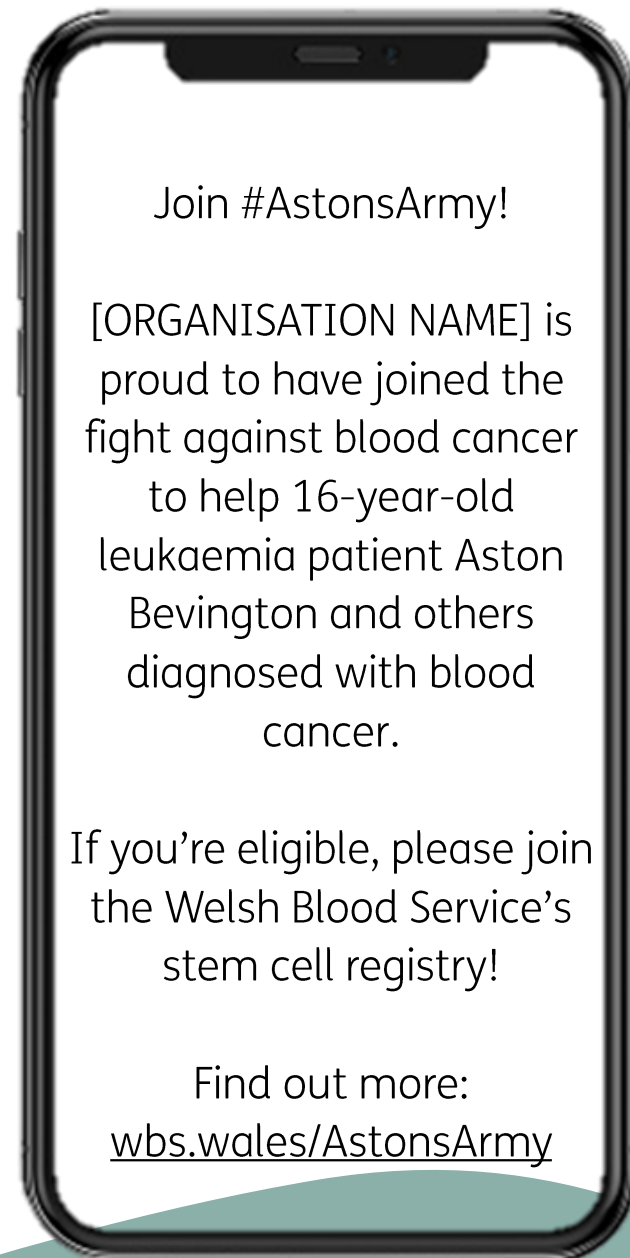 Join #AstonsArmy!
[ORGANISATION NAME] is
proud to have joined the
fight against blood cancer
to help 16-year-old
leukaemia patient Aston
Bevington and others
diagnosed with blood
cancer.
If you’re eligible, please join
the Welsh Blood Service’s
stem cell registry!
Find out more:
wbs.wales/AstonsArmy